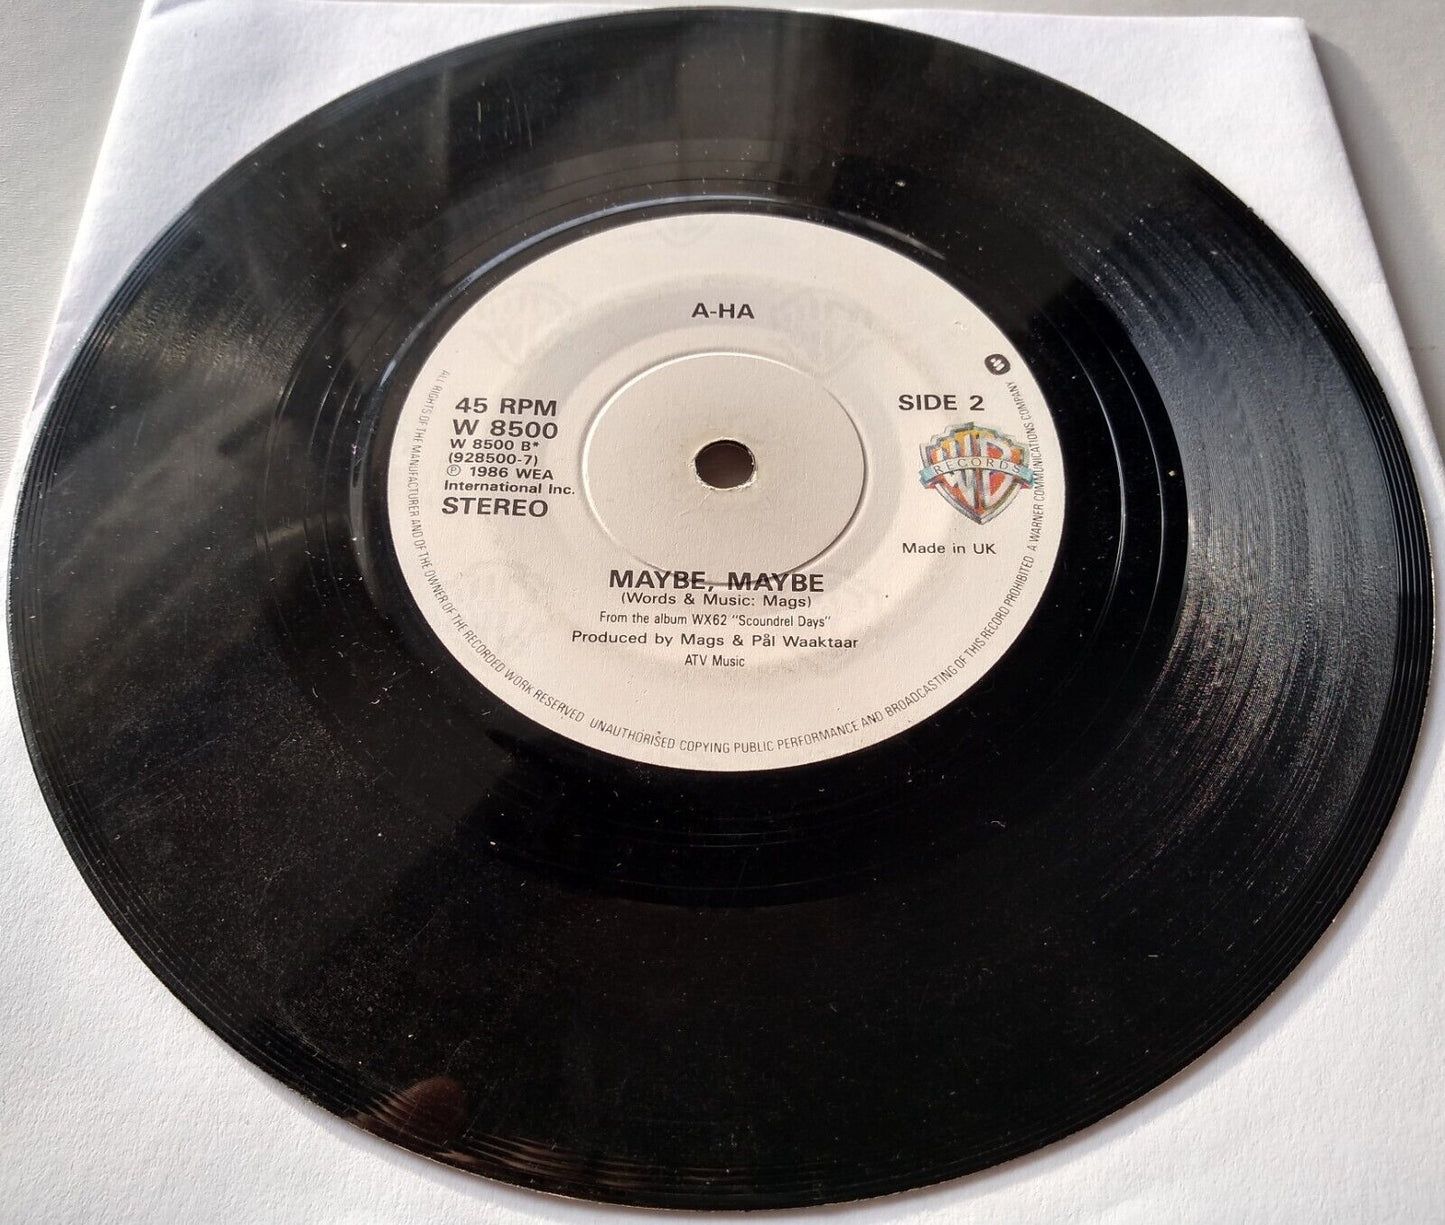 A-HA
45 RPM
W 8500
W 8500 B*
(928500-7)
℗ 1986 WEA
International Inc.
STEREO
SIDE 2
WB
RECORDS
Made in UK
MAYBE, MAYBE
(Words & Music: Mags)
From the album WX62 "Scoundrel Days"
Produced by Mags & Pål Waaktaar
ATV Music
ALL RIGHTS OF THE MANUFACTURER AND OF THE OWNER OF THE RECORDED WORK RESERVED UNAUTHORISED COPYING PUBLIC PERFORMANCE AND BROADCASTING OF THIS RECORD PROHIBITED A WARNER COMMUNICATIONS COMPANY